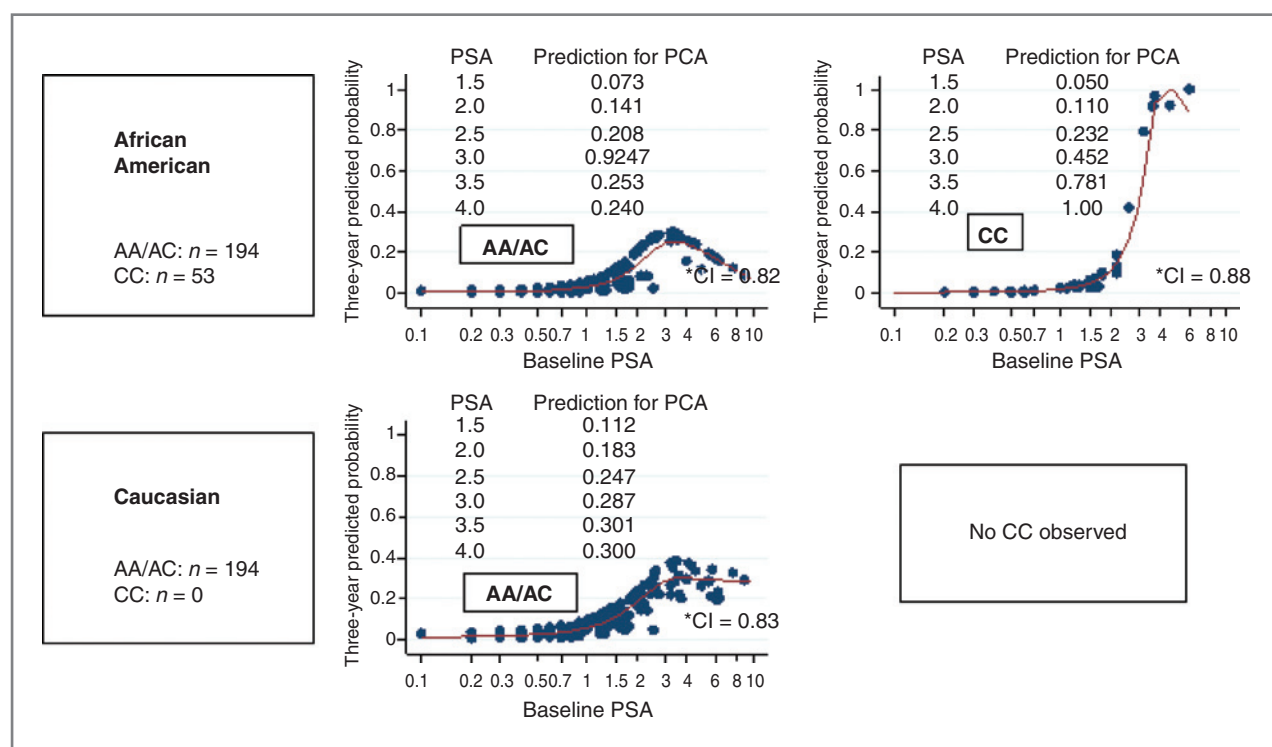 African
American
AA/AC: n = 194
CC: n = 53
PSA Prediction for PCA
1.5 0.073
2.0 0.141
2.5 0.208
3.0 0.9247
3.5 0.253
4.0 0.240
Three-year predicted probability
1
0.8
0.6
0.4
0.2
0
AA/AC
*CI = 0.82
0.1 0.2 0.3 0.5 0.7 1 1.5 2 3 4 6 8 10
Baseline PSA
PSA Prediction for PCA
1.5 0.050
2.0 0.110
2.5 0.232
3.0 0.452
3.5 0.781
4.0 1.00
Three-year predicted probability
1
0.8
0.6
0.4
0.2
0
CC
*CI = 0.88
0.1 0.2 0.3 0.5 0.7 1 1.5 2 3 4 6 8 10
Baseline PSA
Caucasian
AA/AC: n = 194
CC: n = 0
PSA Prediction for PCA
1.5 0.112
2.0 0.183
2.5 0.247
3.0 0.287
3.5 0.301
4.0 0.300
Three-year predicted probability
1
0.8
0.6
0.4
0.2
0
AA/AC
*CI = 0.83
0.1 0.2 0.3 0.5 0.7 1 1.5 2 3 4 6 8 10
Baseline PSA
No CC observed